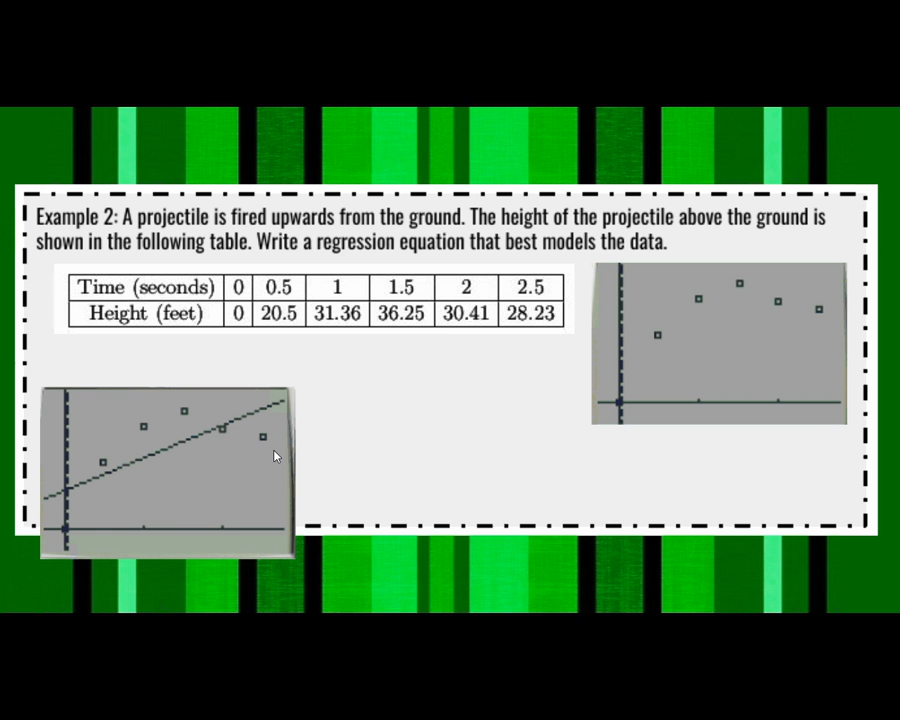 Example 2: A projectile is fired upwards from the ground. The height of the projectile above the ground is
shown in the following table. Write a regression equation that best models the data.
Time (seconds) 0 0.5 1 1.5 2 2.5
Height (feet) 0 20.5 31.36 36.25 30.41 28.23